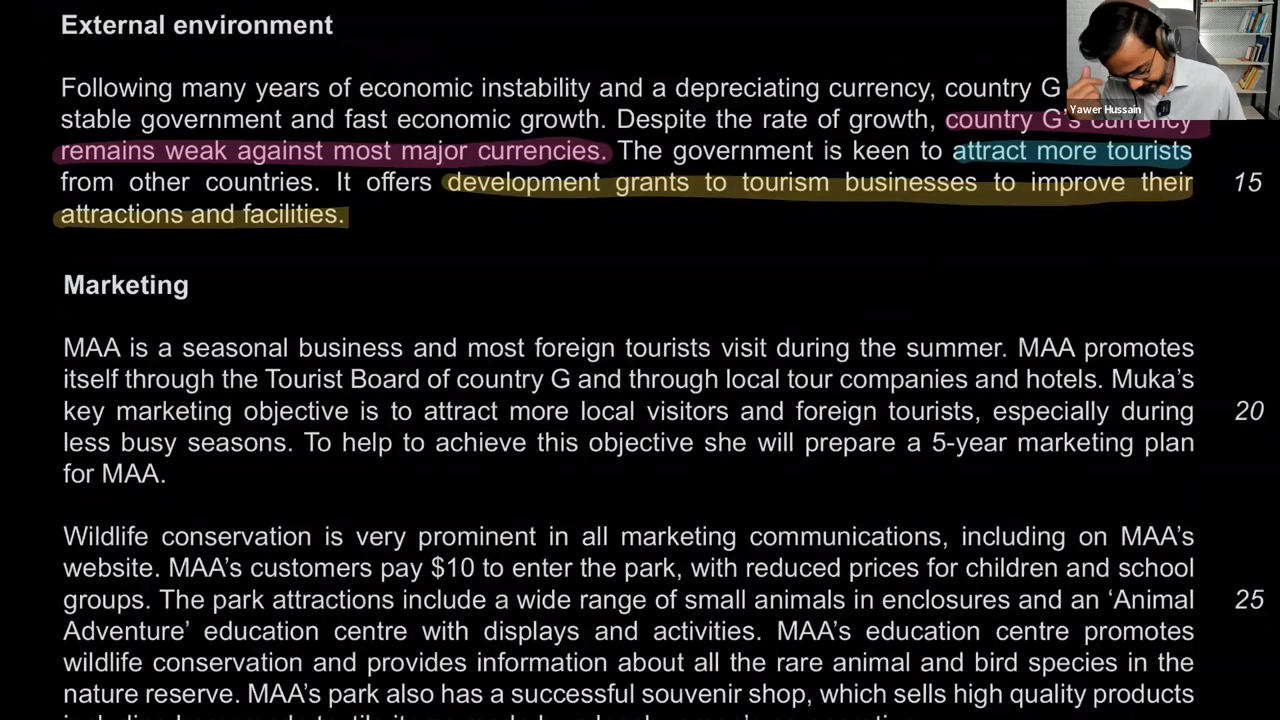 External environment
Following many years of economic instability and a depreciating currency, country G
Yawer Hussain
stable government and fast economic growth. Despite the rate of growth, country G's currency
remains weak against most major currencies. The government is keen to attract more tourists
from other countries. It offers development grants to tourism businesses to improve their 15
attractions and facilities.
Marketing
MAA is a seasonal business and most foreign tourists visit during the summer. MAA promotes
itself through the Tourist Board of country G and through local tour companies and hotels. Muka's
key marketing objective is to attract more local visitors and foreign tourists, especially during 20
less busy seasons. To help to achieve this objective she will prepare a 5-year marketing plan
for MAA.
Wildlife conservation is very prominent in all marketing communications, including on MAA's
website. MAA's customers pay $10 to enter the park, with reduced prices for children and school
groups. The park attractions include a wide range of small animals in enclosures and an 'Animal 25
Adventure' education centre with displays and activities. MAA's education centre promotes
wildlife conservation and provides information about all the rare animal and bird species in the
nature reserve. MAA's park also has a successful souvenir shop, which sells high quality products